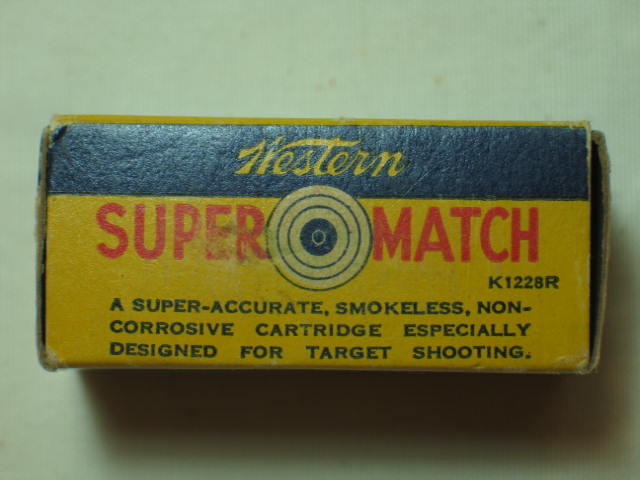 Western
SUPER MATCH
K1228R
A SUPER-ACCURATE, SMOKELESS, NON-
CORROSIVE CARTRIDGE ESPECIALLY
DESIGNED FOR TARGET SHOOTING.